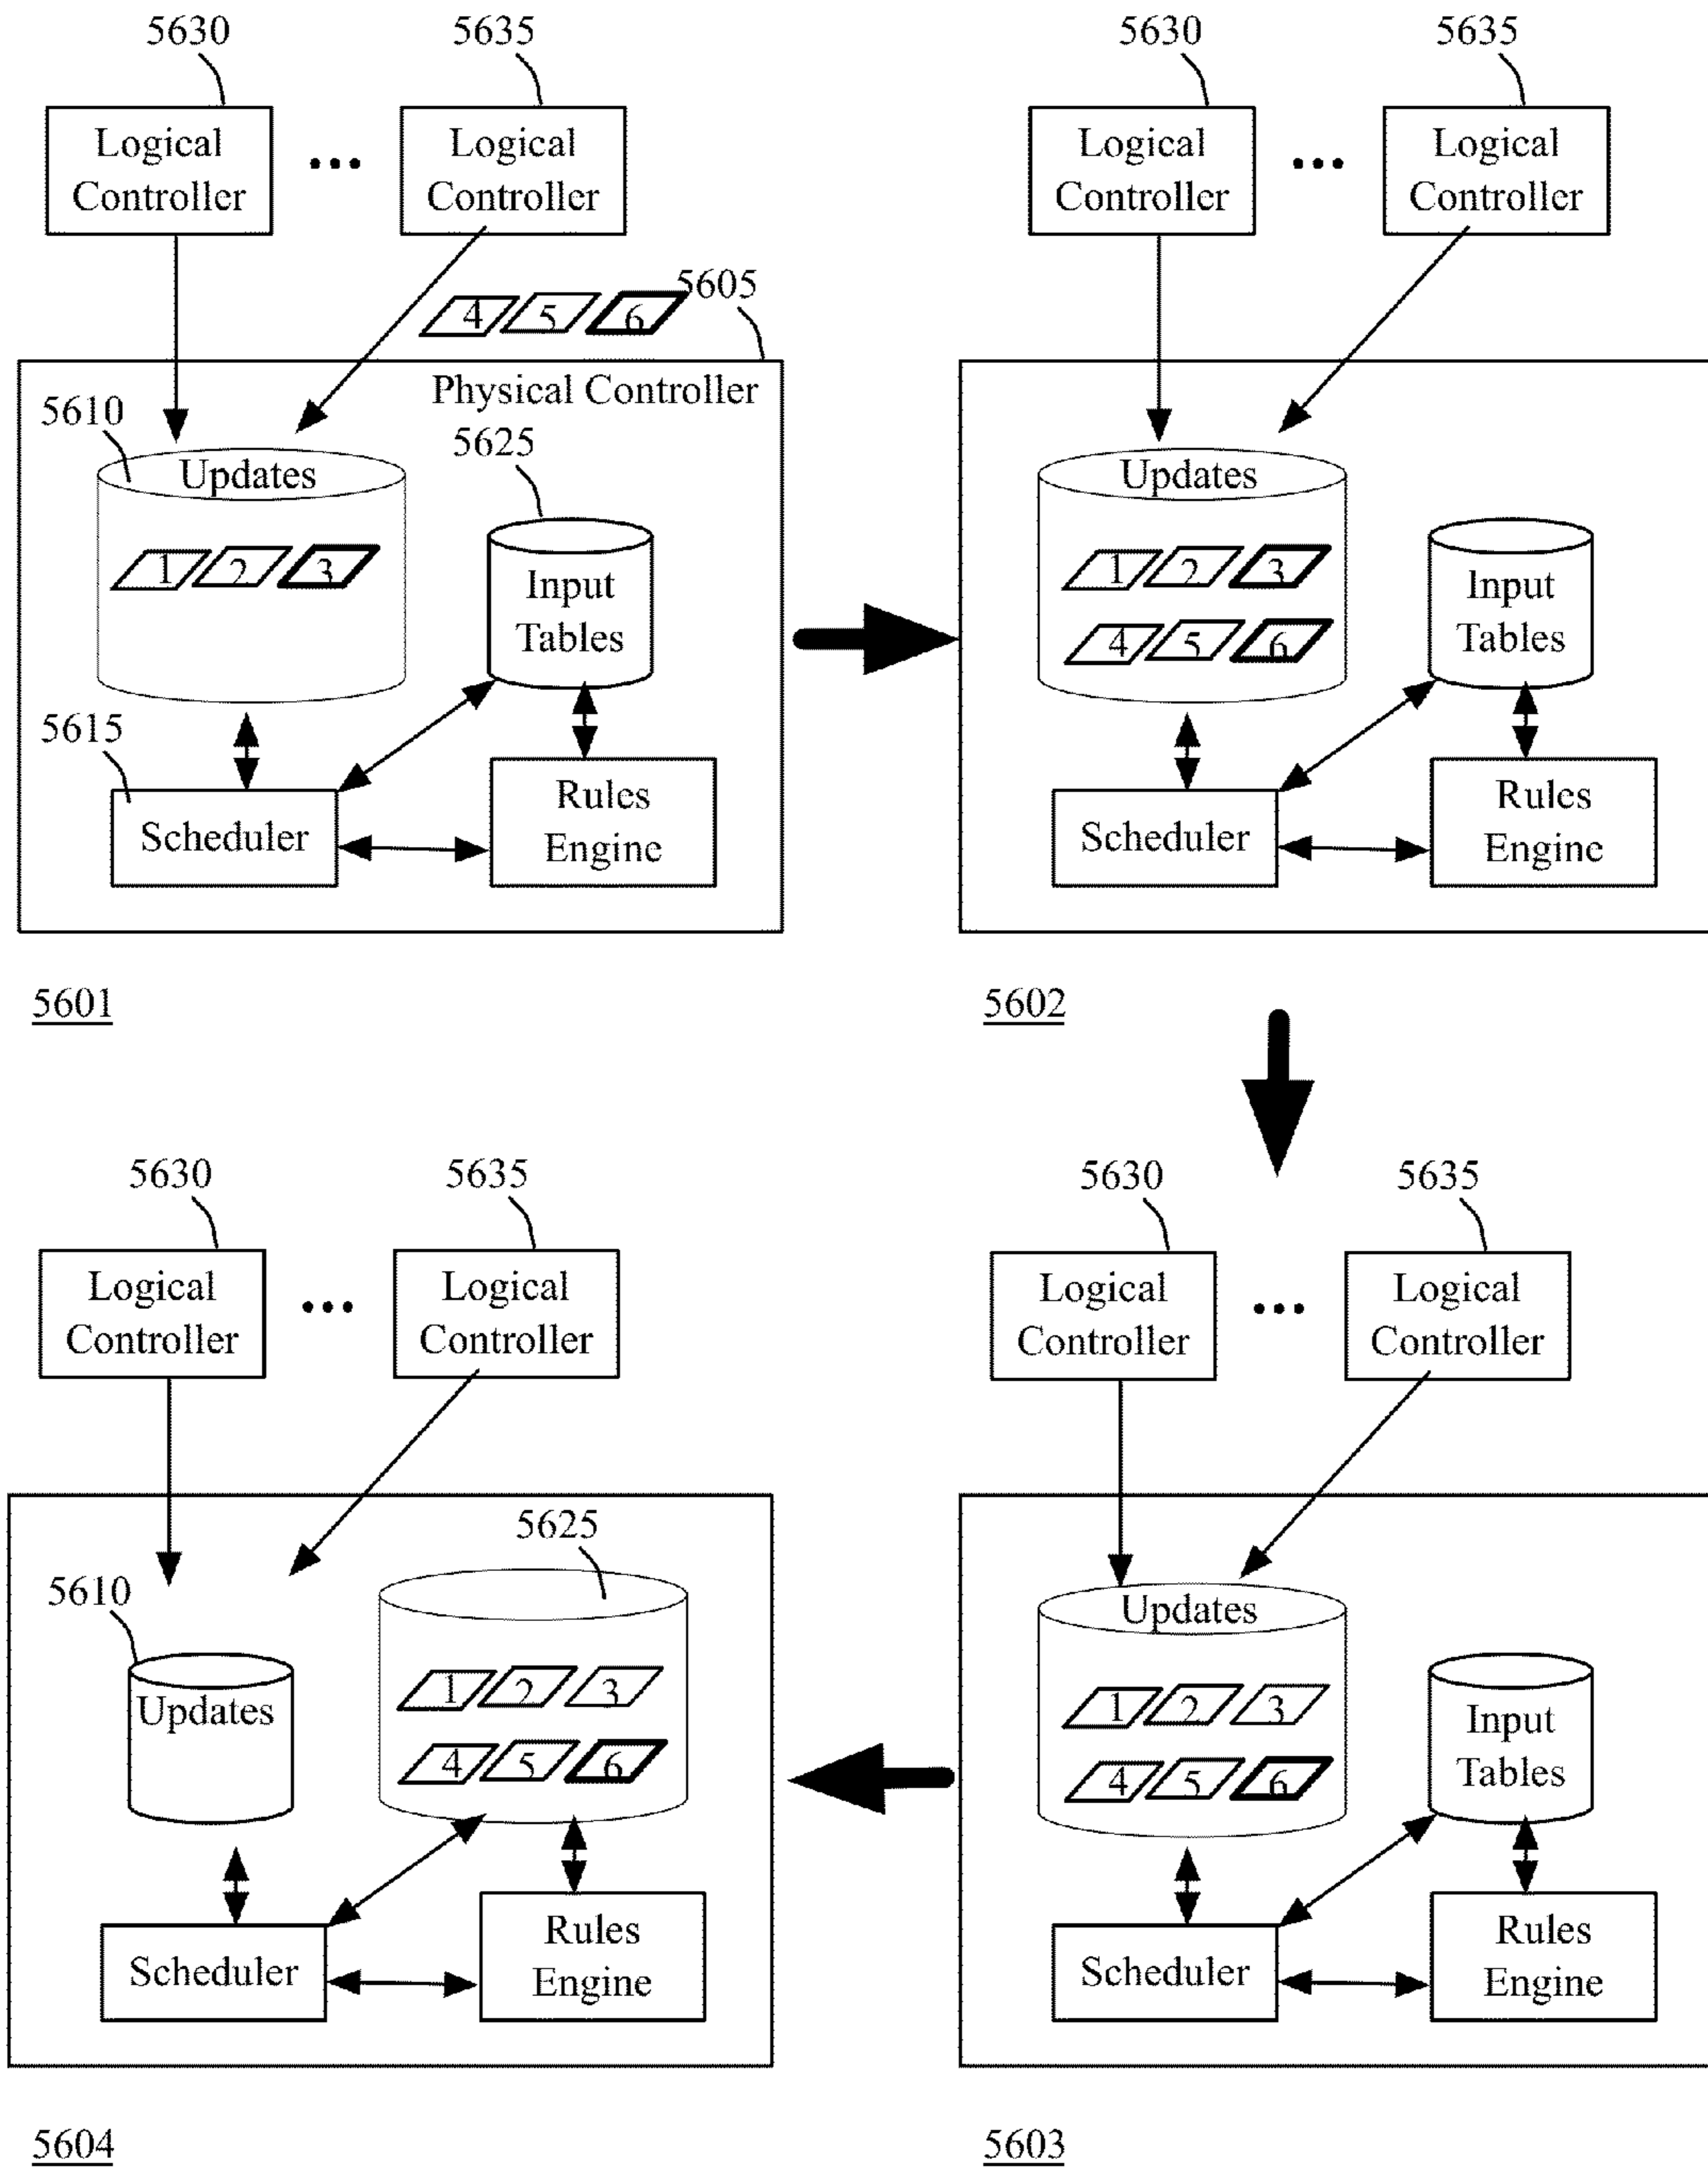 5630
5635
Logical
Controller
...
Logical
Controller
4 5 6
5605
Physical Controller
5610
Updates
1 2 3
5625
Input
Tables
5615
Scheduler
Rules
Engine
5601
5630
5635
Logical
Controller
...
Logical
Controller
Updates
1 2 3
4 5 6
Input
Tables
Scheduler
Rules
Engine
5602
5630
5635
Logical
Controller
...
Logical
Controller
5610
Updates
5625
1 2 3
4 5 6
Scheduler
Rules
Engine
5604
5630
5635
Logical
Controller
...
Logical
Controller
Updates
1 2 3
4 5 6
Input
Tables
Scheduler
Rules
Engine
5603